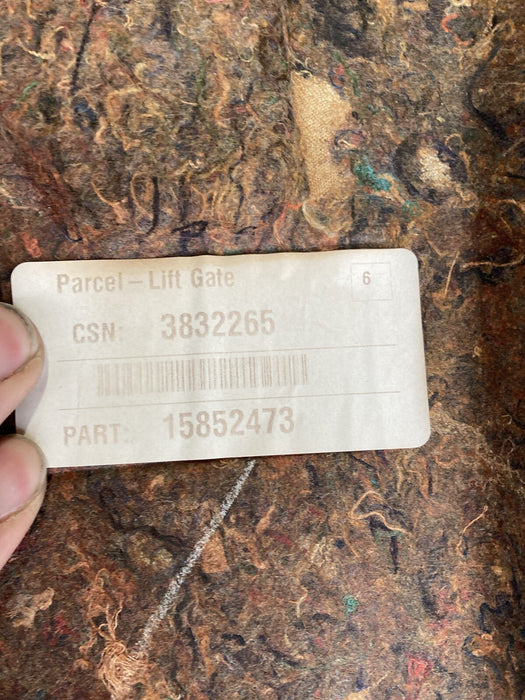 Parcel – Lift Gate
6
CSN: 3832265
PART: 15852473